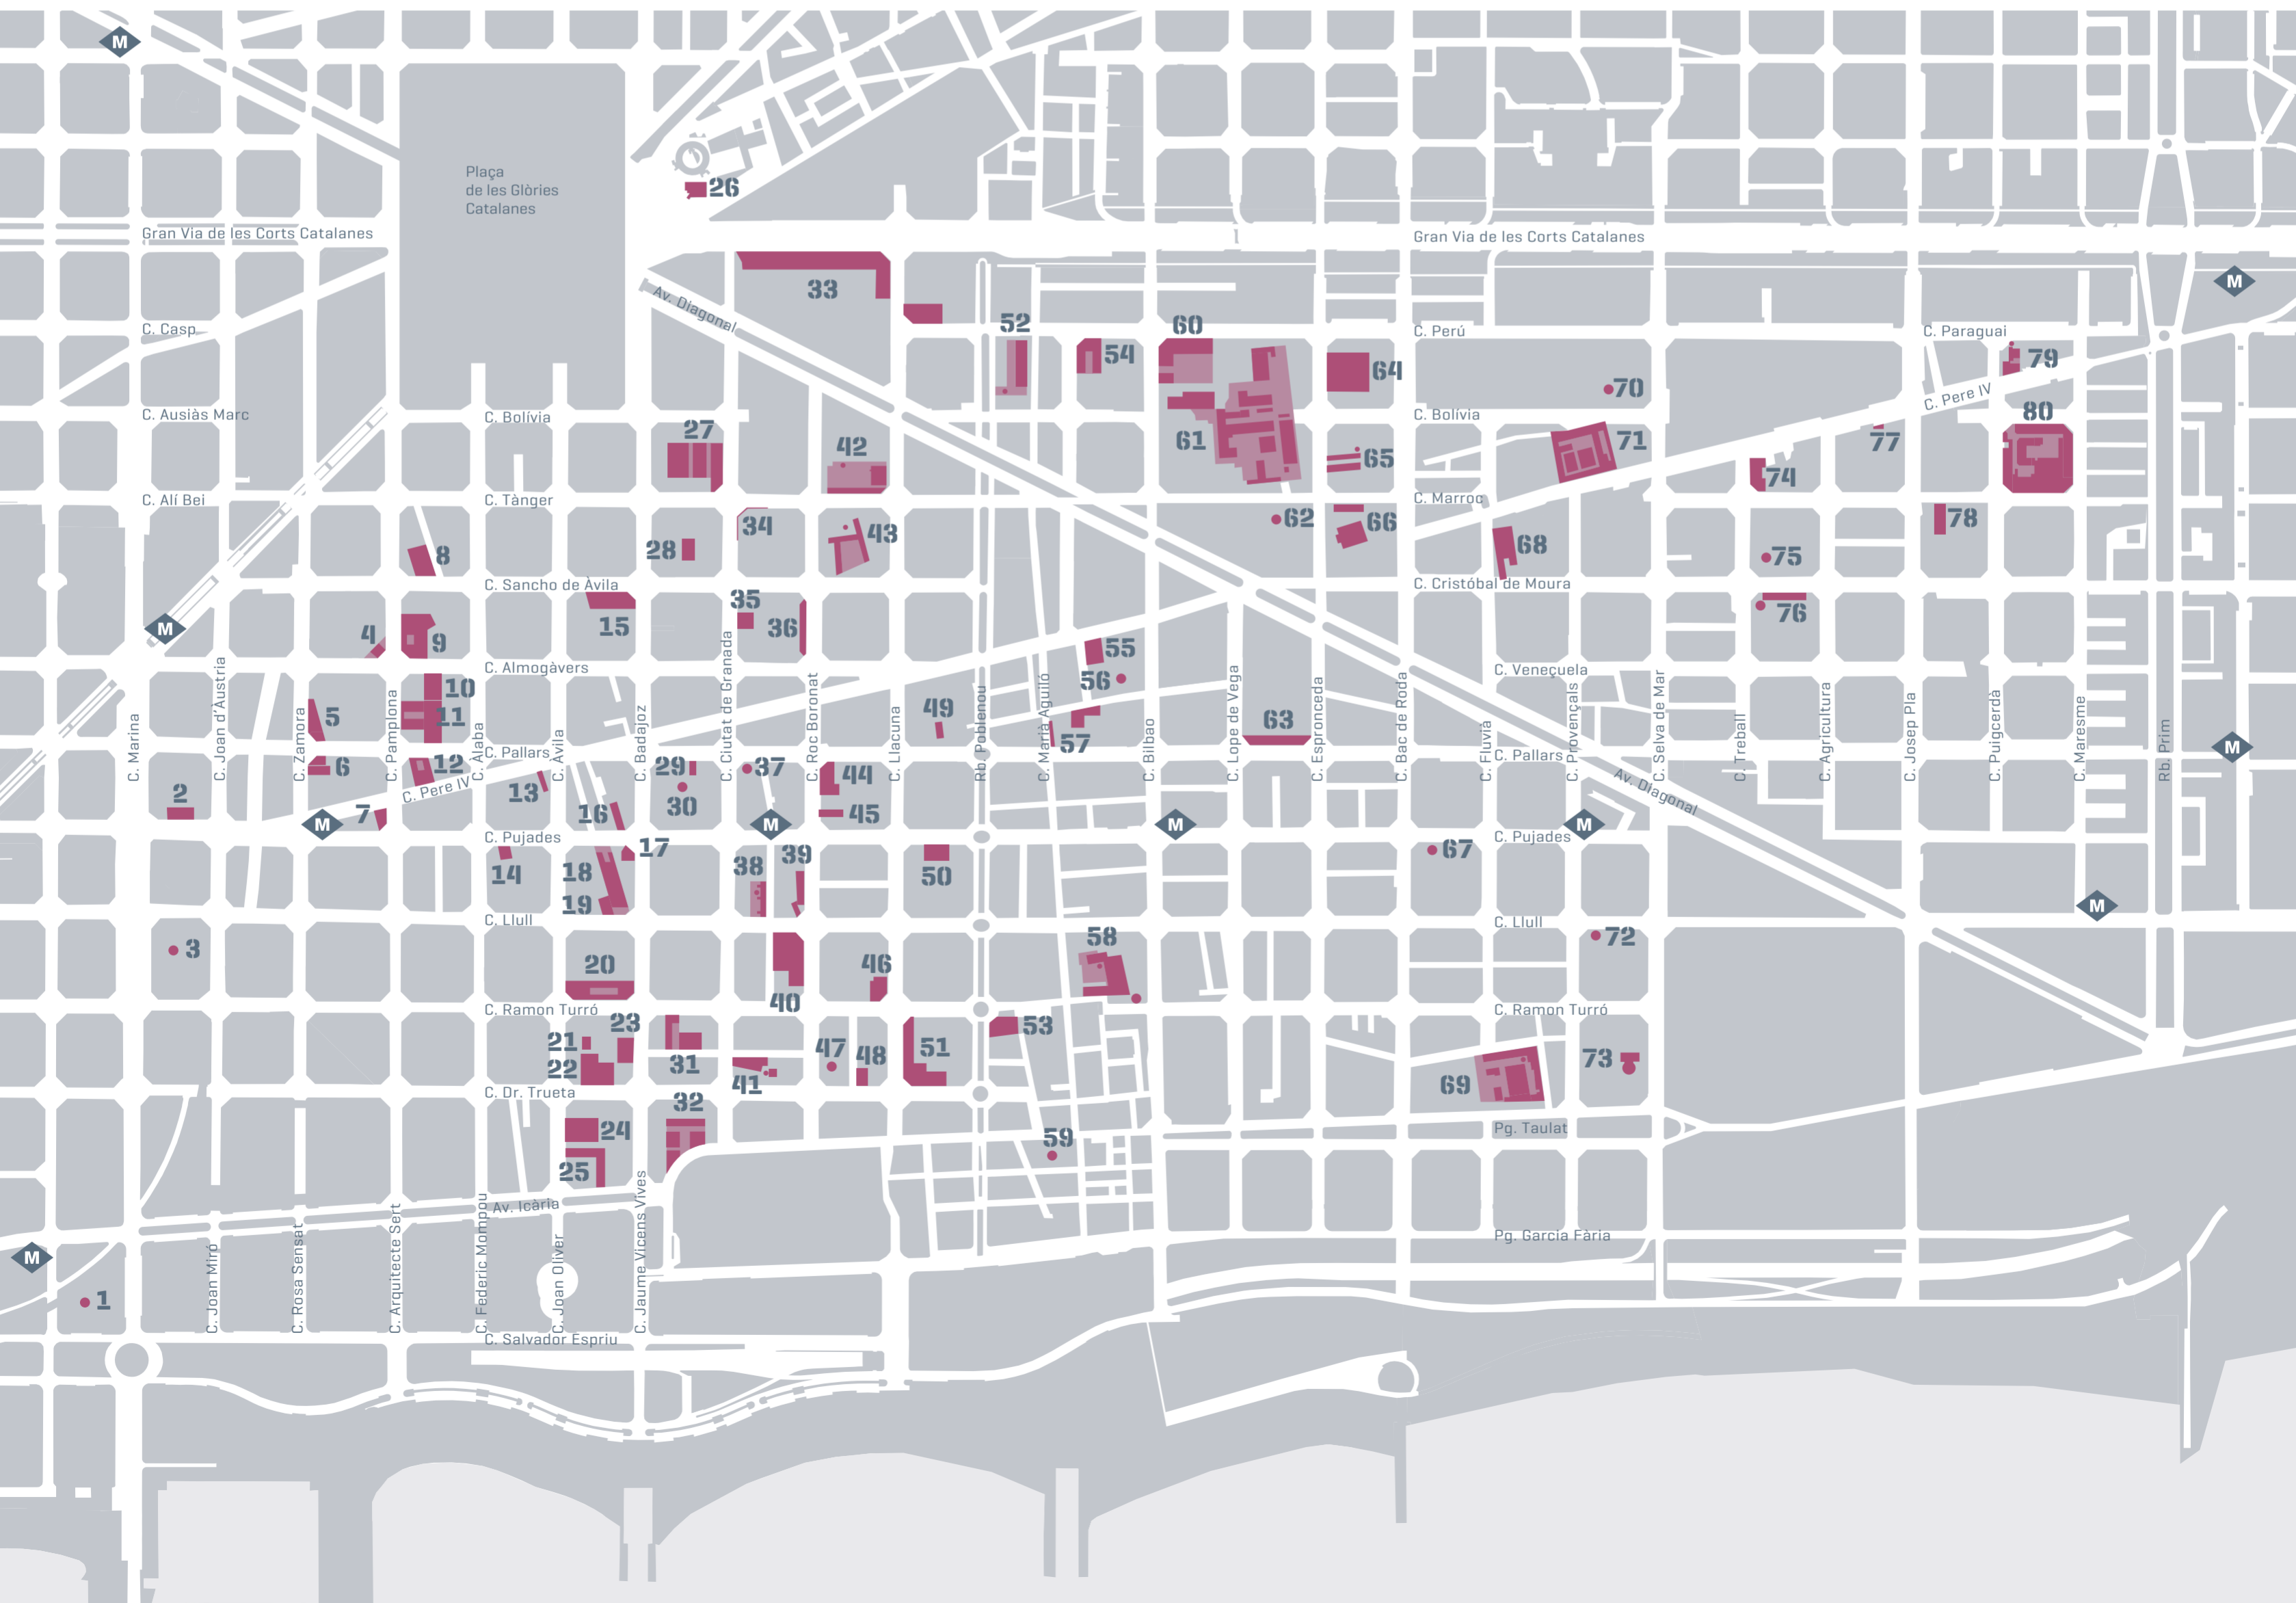 M
Plaça
de les Glòries
Catalanes
26
Gran Via de les Corts Catalanes
Gran Via de les Corts Catalanes
M
33
Av. Diagonal
C. Casp
52
60
C. Perú
C. Paraguai
54
64
79
70
C. Pere IV
C. Ausiàs Marc
C. Bolívia
C. Bolívia
80
27
42
61
65
71
77
74
C. Alí Bei
C. Tànger
C. Marroc
34
43
62
66
78
8
28
68
75
C. Sancho de Àvila
C. Cristóbal de Moura
35
76
M
4
9
15
36
55
C. Almogàvers
C. Veneçuela
56
10
5
11
49
63
57
C. Marina
C. Joan d'Àustria
C. Zamora
C. Pamplona
C. Àlaba
C. Àvila
C. Badajoz
C. Ciutat de Granada
C. Roc Boronat
C. Llacuna
Rb. Poblenou
C. Marià Aguiló
C. Bilbao
C. Lope de Vega
C. Espronceda
C. Bac de Roda
C. Fluvià
C. Provençals
C. Selva de Mar
C. Treball
C. Agricultura
C. Josep Pla
C. Puigcerdà
C. Maresme
Rb. Prim
M
C. Pallars
C. Pallars
6
12
29
37
44
C. Pere IV
13
Av. Diagonal
2
30
7
16
45
M
M
M
M
C. Pujades
C. Pujades
17
67
14
18
38
39
50
19
M
C. Llull
C. Llull
3
20
46
58
72
40
C. Ramon Turró
C. Ramon Turró
23
53
21
22
31
47
48
51
73
41
69
C. Dr. Trueta
32
24
Pg. Taulat
59
25
Av. Icària
Pg. Garcia Fària
M
1
C. Joan Miró
C. Rosa Sensat
C. Arquitecte Sert
C. Federic Mompou
C. Joan Oliver
C. Jaume Vicens Vives
C. Salvador Espriu